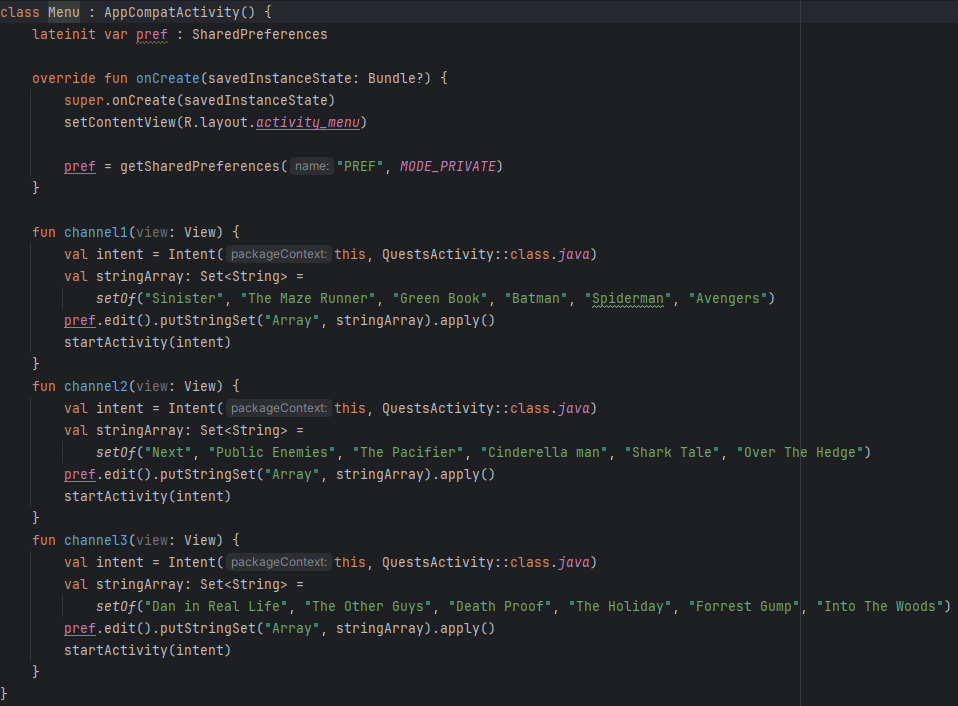 class Menu : AppCompatActivity() {
    lateinit var pref : SharedPreferences

    override fun onCreate(savedInstanceState: Bundle?) {
        super.onCreate(savedInstanceState)
        setContentView(R.layout.activity_menu)

        pref = getSharedPreferences( name: "PREF", MODE_PRIVATE)
    }

    fun channel1(view: View) {
        val intent = Intent( packageContext: this, QuestsActivity::class.java)
        val stringArray: Set<String> =
            setOf("Sinister", "The Maze Runner", "Green Book", "Batman", "Spiderman", "Avengers")
        pref.edit().putStringSet("Array", stringArray).apply()
        startActivity(intent)
    }
    fun channel2(view: View) {
        val intent = Intent( packageContext: this, QuestsActivity::class.java)
        val stringArray: Set<String> =
            setOf("Next", "Public Enemies", "The Pacifier", "Cinderella man", "Shark Tale", "Over The Hedge")
        pref.edit().putStringSet("Array", stringArray).apply()
        startActivity(intent)
    }
    fun channel3(view: View) {
        val intent = Intent( packageContext: this, QuestsActivity::class.java)
        val stringArray: Set<String> =
            setOf("Dan in Real Life", "The Other Guys", "Death Proof", "The Holiday", "Forrest Gump", "Into The Woods")
        pref.edit().putStringSet("Array", stringArray).apply()
        startActivity(intent)
    }
}